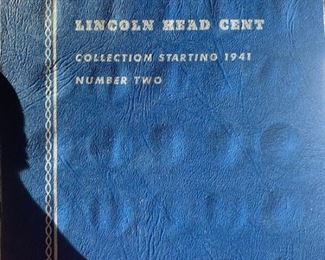 LINCOLN HEAD CENT
COLLECTION STARTING 1941
NUMBER TWO